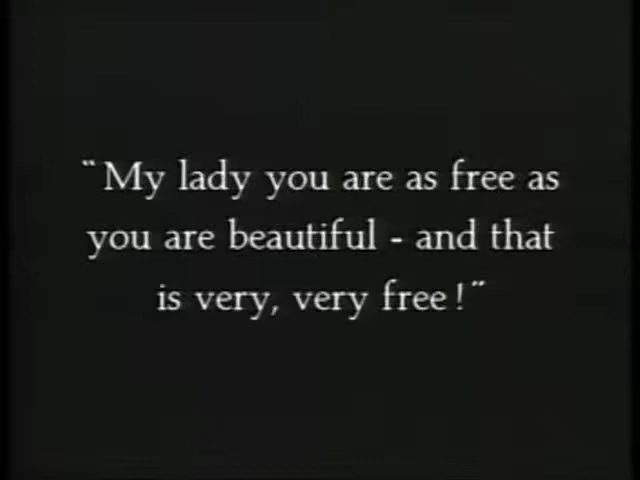 "My lady you are as free as
you are beautiful - and that
is very, very free!"